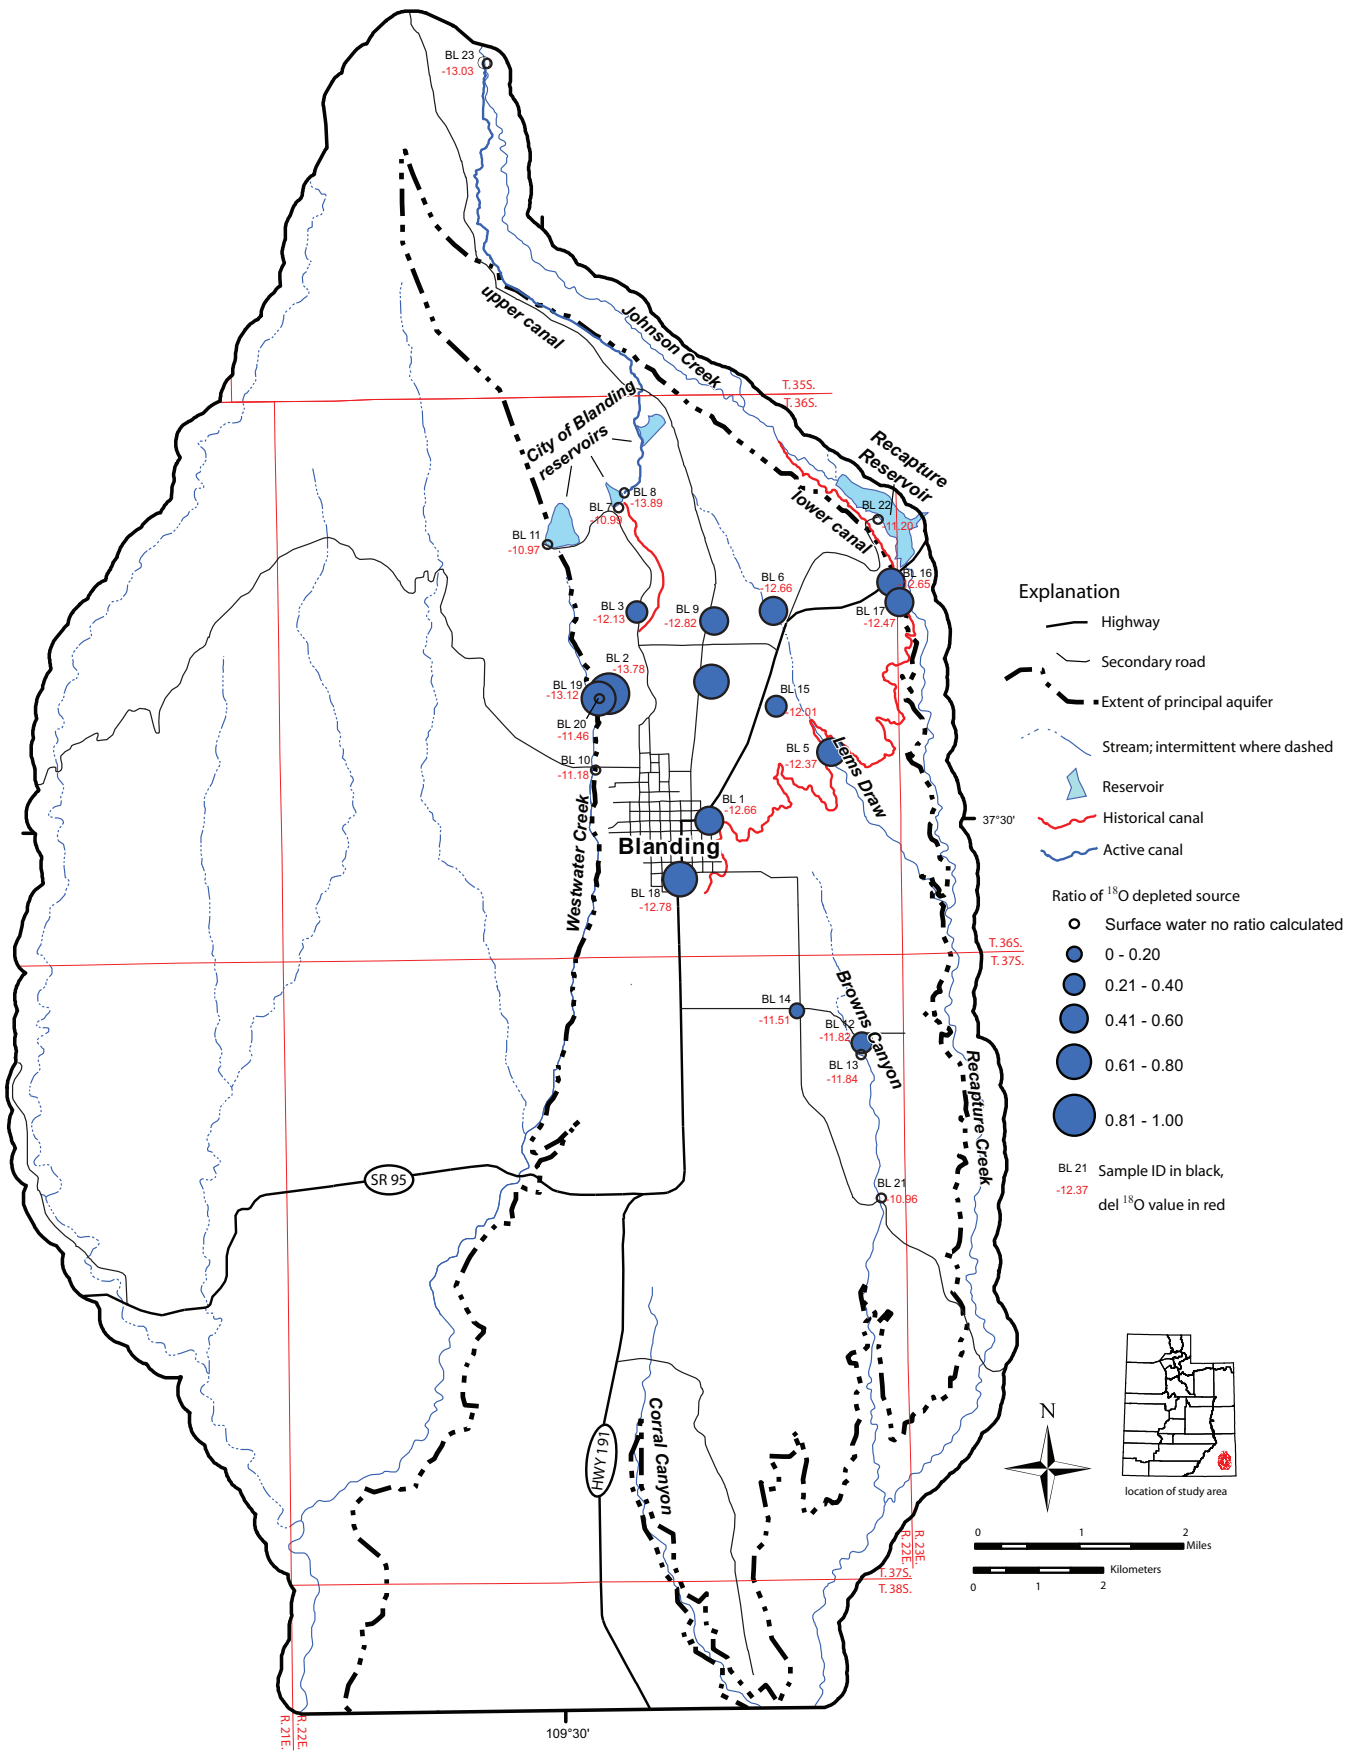 BL 23
-13.03
upper canal
Johnson Creek
T. 35S.
T. 36S.
City of Blanding
reservoirs
Recapture
Reservoir
lower canal
BL 8
-13.89
BL 7
-10.99
BL 11
-10.97
BL 22
-11.20
BL 16
-12.65
BL 6
-12.66
BL 3
-12.13
BL 9
-12.82
BL 17
-12.47
BL 2
-13.78
BL 19
-13.12
BL 20
-11.46
BL 15
-12.01
BL 5
-12.37
Lems Draw
BL 10
-11.18
BL 1
-12.66
Westwater Creek
Blanding
BL 18
-12.78
37°30'
T. 36S.
T. 37S.
BL 14
-11.51
Browns Canyon
BL 12
-11.82
BL 13
-11.84
Recapture Creek
SR 95
BL 21
-10.96
Corral Canyon
HWY 191
R. 22E.
R. 23E.
T. 37S.
T. 38S.
R. 21E.
R. 22E.
109°30'
Explanation
Highway
Secondary road
Extent of principal aquifer
Stream; intermittent where dashed
Reservoir
Historical canal
Active canal
Ratio of 18O depleted source
Surface water no ratio calculated
0 - 0.20
0.21 - 0.40
0.41 - 0.60
0.61 - 0.80
0.81 - 1.00
BL 21 Sample ID in black,
-12.37 del 18O value in red
location of study area
N
0 1 2
Miles
Kilometers
0 1 2